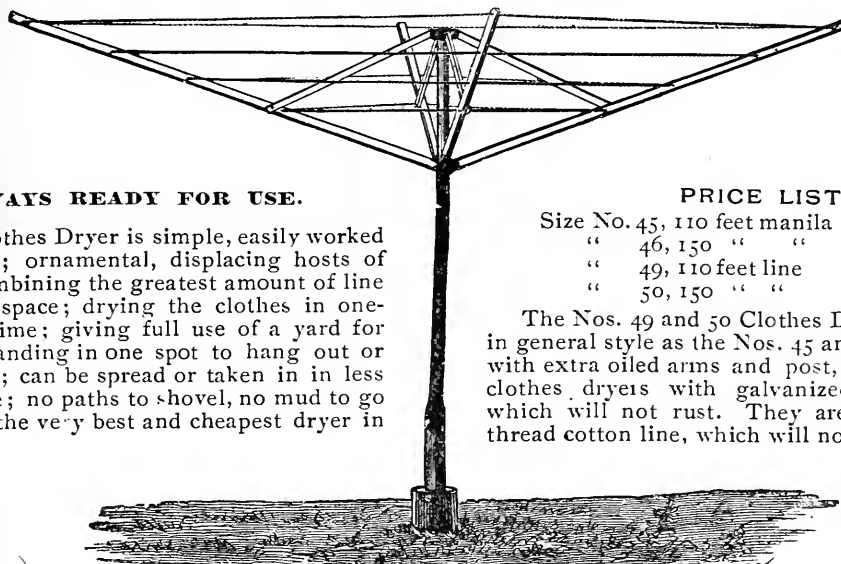 AYS READY FOR USE.
othes Dryer is simple, easily worked
; ornamental, displacing hosts of
mbining the greatest amount of line
space; drying the clothes in one-
ime; giving full use of a yard for
anding in one spot to hang out or
; can be spread or taken in in less
e; no paths to shovel, no mud to go
the very best and cheapest dryer in
PRICE LIST
Size No. 45, 110 feet manila
“ 46, 150 “ “
“ 49, 110 feet line
“ 50, 150 “ “
The Nos. 49 and 50 Clothes D
in general style as the Nos. 45 an
with extra oiled arms and post,
clothes dryers with galvanize
which will not rust. They are
thread cotton line, which will no